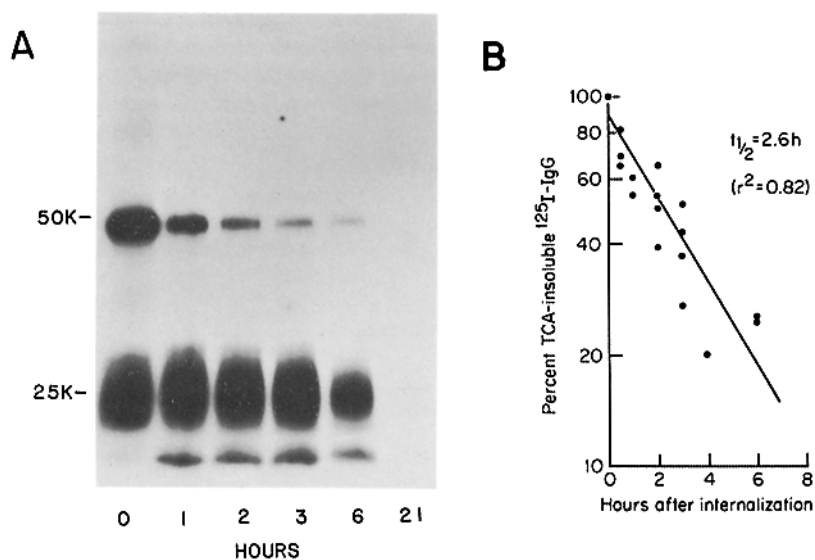 A
50K–
25K–
0 1 2 3 6 21
HOURS
B
100
80
60
40
20
10
0 2 4 6 8
Hours after internalization
Percent TCA-insoluble ¹²⁵I-IgG
t½=2.6h
(r²=0.82)